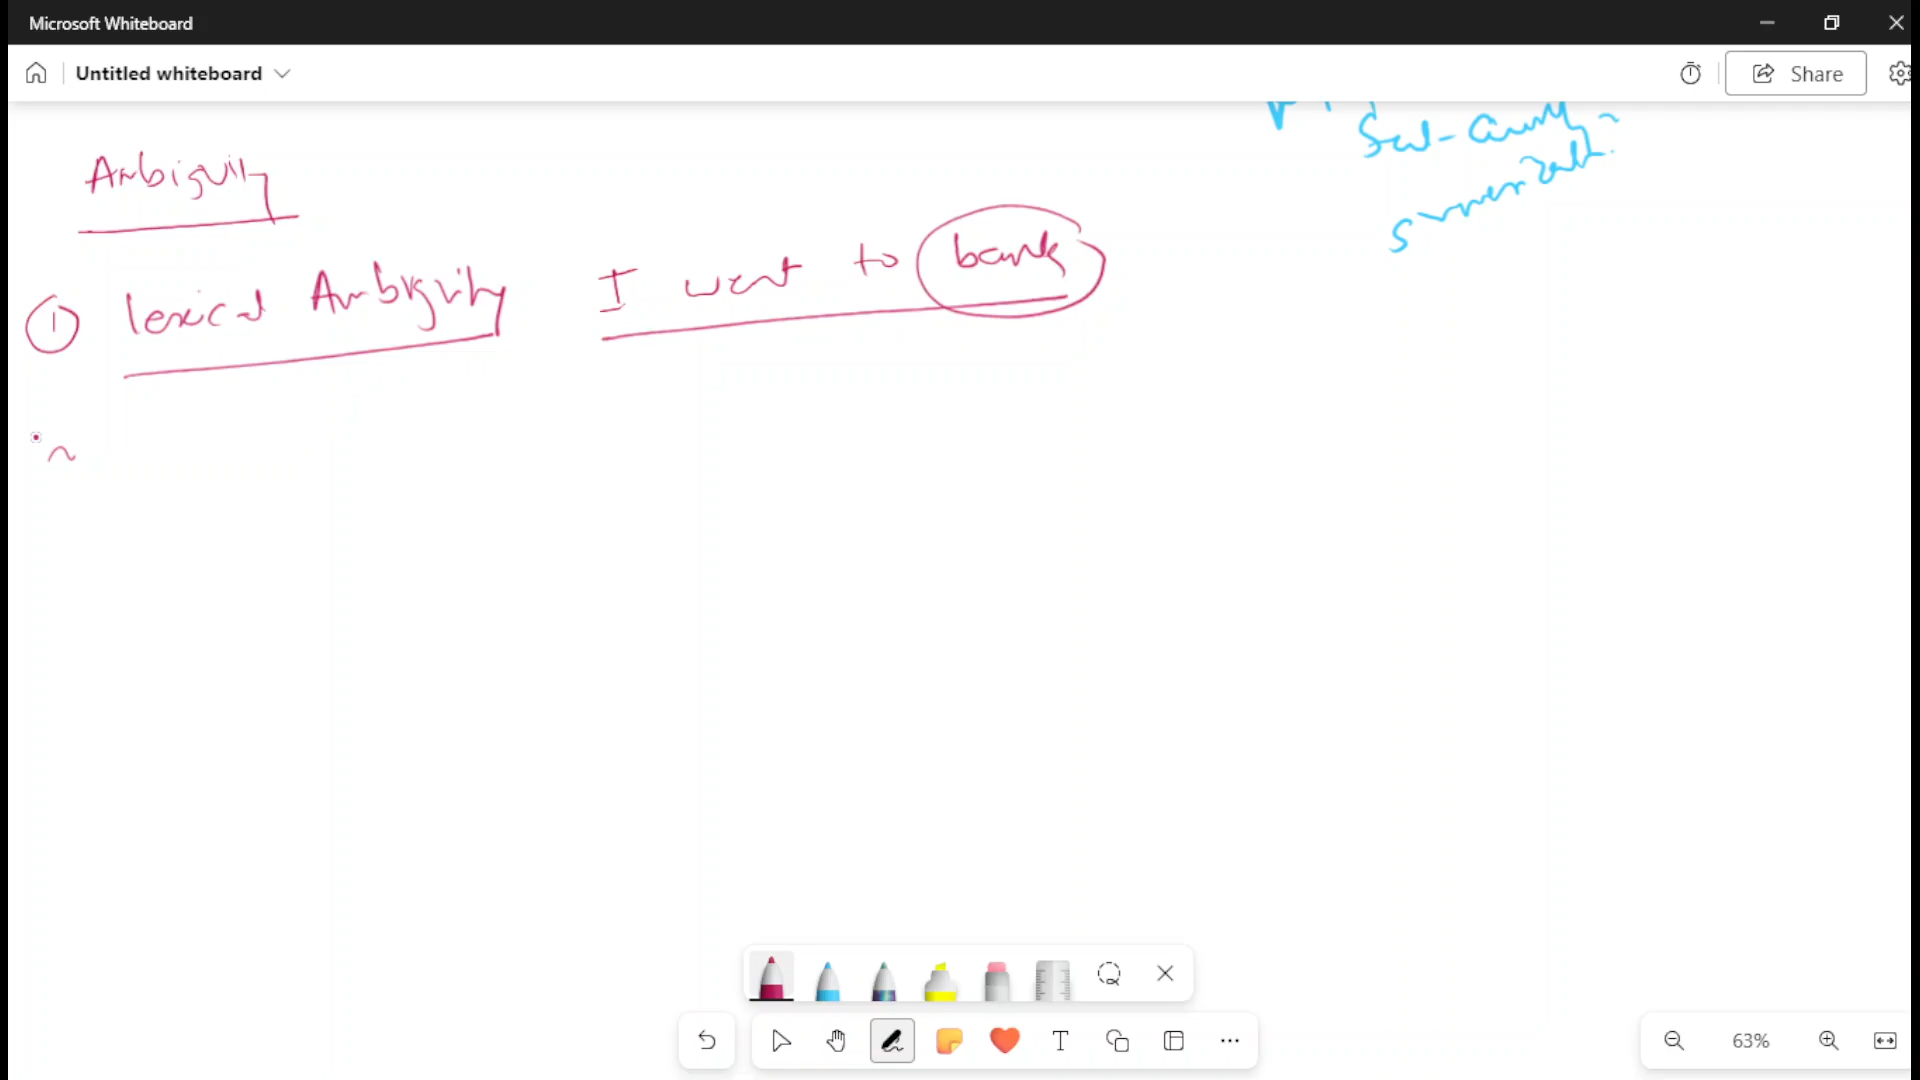 Microsoft Whiteboard
Untitled whiteboard
Share
Ambiguity
① lexical Ambiguity I went to bank
63%